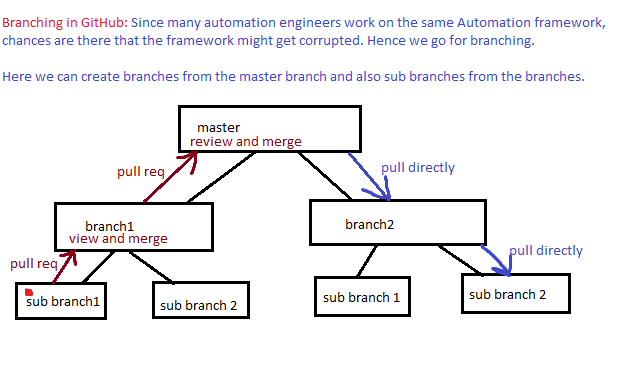 Branching in GitHub: Since many automation engineers work on the same Automation framework,
chances are there that the framework might get corrupted. Hence we go for branching.
Here we can create branches from the master branch and also sub branches from the branches.
master
review and merge
pull req
pull directly
branch1
view and merge
branch2
pull req
pull directly
sub branch1
sub branch 2
sub branch 1
sub branch 2